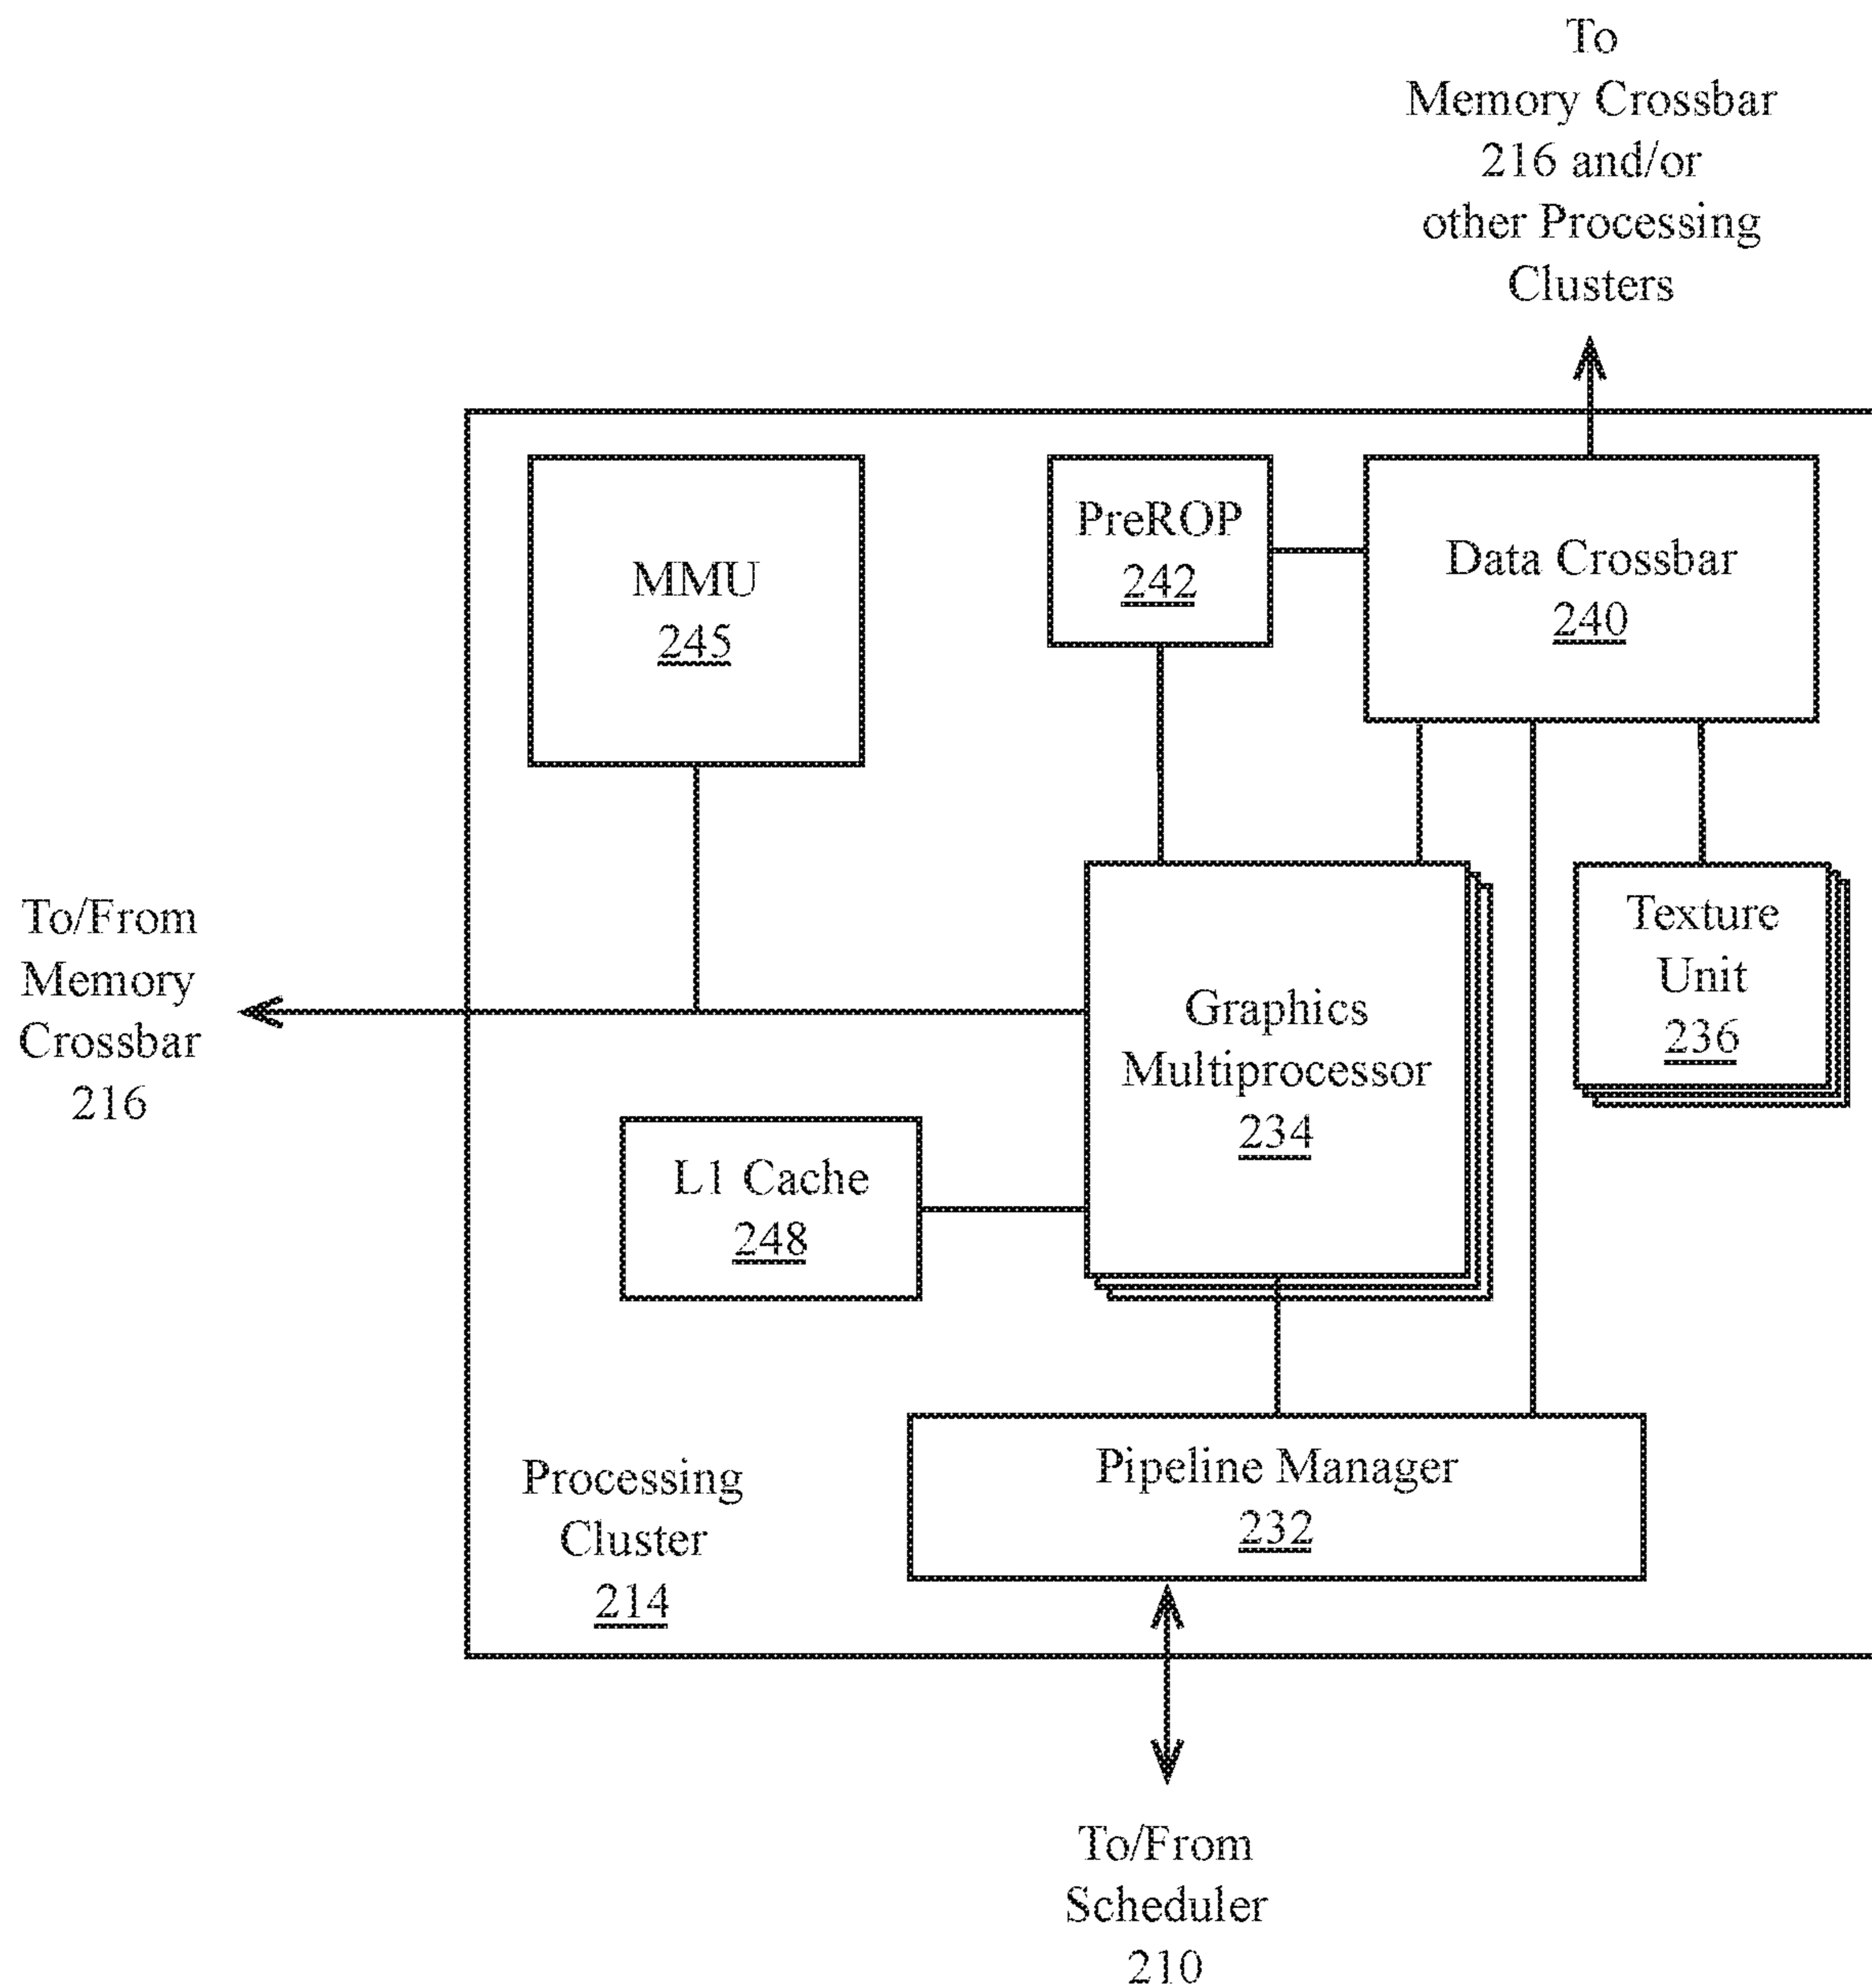 To
Memory Crossbar
216 and/or
other Processing
Clusters
MMU
245
PreROP
242
Data Crossbar
240
To/From
Memory
Crossbar
216
Graphics
Multiprocessor
234
Texture
Unit
236
L1 Cache
248
Pipeline Manager
232
Processing
Cluster
214
To/From
Scheduler
210